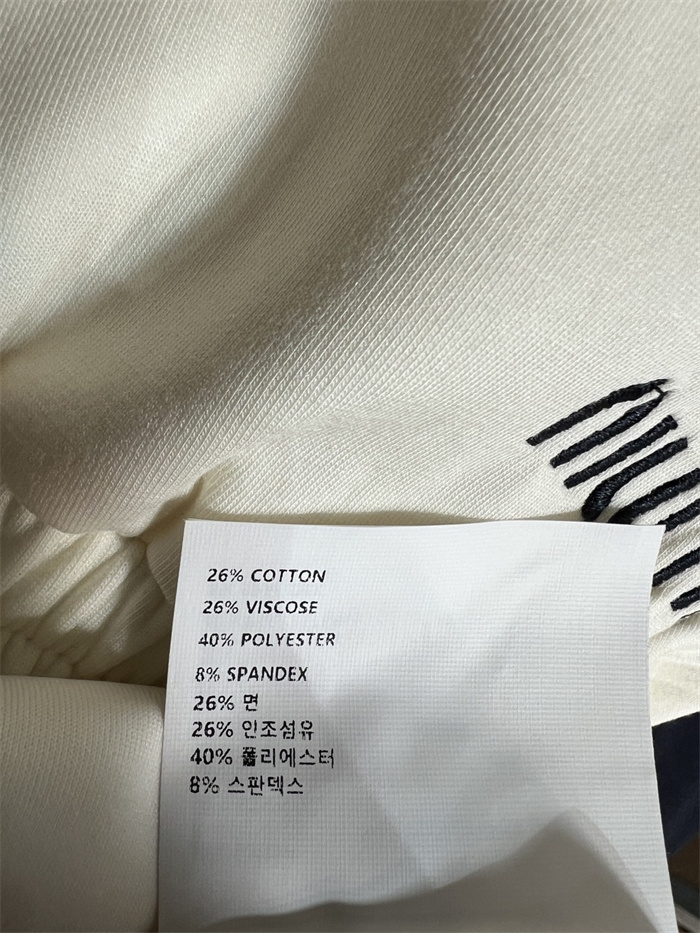 26% COTTON
26% VISCOSE
40% POLYESTER
8% SPANDEX
26% 면
26% 인조섬유
40% 폴리에스터
8% 스판덱스